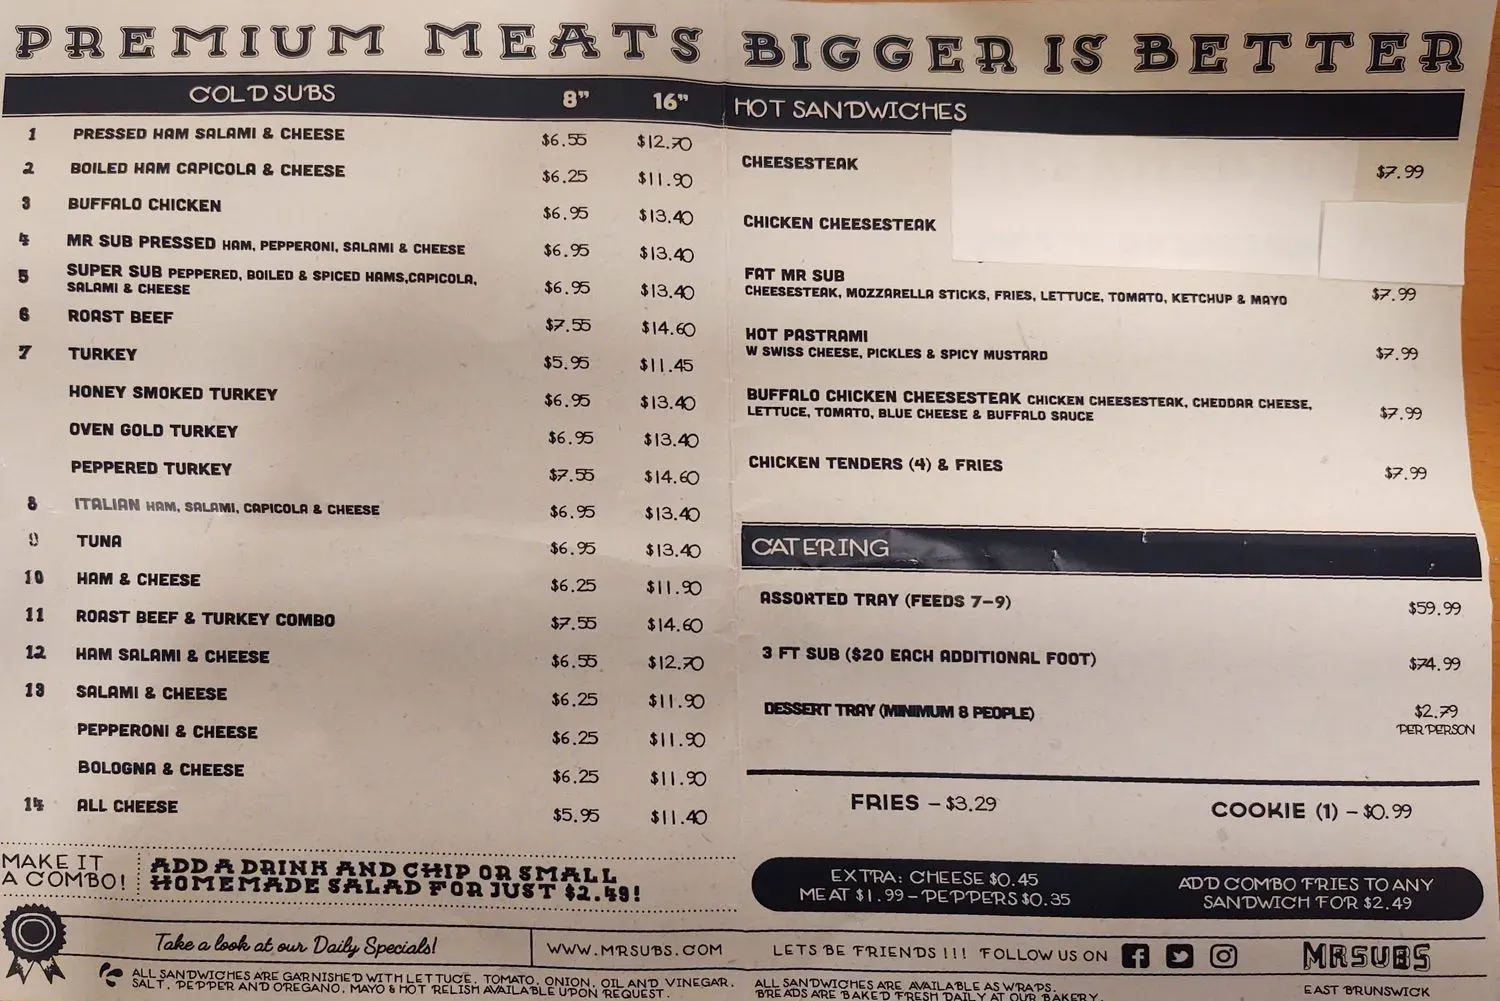 PREMIUM MEATS
COLD SUBS 8" 16"
1 PRESSED HAM SALAMI & CHEESE $6.55 $12.70
2 BOILED HAM CAPICOLA & CHEESE $6.25 $11.90
3 BUFFALO CHICKEN $6.95 $13.40
4 MR SUB PRESSED HAM, PEPPERONI, SALAMI & CHEESE $6.95 $13.40
5 SUPER SUB PEPPERED, BOILED & SPICED HAMS,CAPICOLA, $6.95 $13.40
SALAMI & CHEESE
6 ROAST BEEF $7.55 $14.60
7 TURKEY $5.95 $11.45
HONEY SMOKED TURKEY $6.95 $13.40
OVEN GOLD TURKEY $6.95 $13.40
PEPPERED TURKEY $7.55 $14.60
8 ITALIAN HAM, SALAMI, CAPICOLA & CHEESE $6.95 $13.40
9 TUNA $6.95 $13.40
10 HAM & CHEESE $6.25 $11.90
11 ROAST BEEF & TURKEY COMBO $7.55 $14.60
12 HAM SALAMI & CHEESE $6.55 $12.70
13 SALAMI & CHEESE $6.25 $11.90
PEPPERONI & CHEESE $6.25 $11.90
BOLOGNA & CHEESE $6.25 $11.90
14 ALL CHEESE $5.95 $11.40
MAKE IT
A COMBO!
ADD A DRINK AND CHIP OR SMALL
HOMEMADE SALAD FOR JUST $2.49!
BIGGER IS BETTER
HOT SANDWICHES
CHEESESTEAK $7.99
CHICKEN CHEESESTEAK
FAT MR SUB
CHEESESTEAK, MOZZARELLA STICKS, FRIES, LETTUCE, TOMATO, KETCHUP & MAYO $7.99
HOT PASTRAMI
W SWISS CHEESE, PICKLES & SPICY MUSTARD $7.99
BUFFALO CHICKEN CHEESESTEAK CHICKEN CHEESESTEAK, CHEDDAR CHEESE,
LETTUCE, TOMATO, BLUE CHEESE & BUFFALO SAUCE $7.99
CHICKEN TENDERS (4) & FRIES $7.99
CATERING
ASSORTED TRAY (FEEDS 7-9) $59.99
3 FT SUB ($20 EACH ADDITIONAL FOOT) $74.99
DESSERT TRAY (MINIMUM 8 PEOPLE) $2.79
PER PERSON
FRIES - $3.29 COOKIE (1) - $0.99
EXTRA: CHEESE $0.45
MEAT $1.99 - PEPPERS $0.35
ADD COMBO FRIES TO ANY
SANDWICH FOR $2.49
Take a look at our Daily Specials!
WWW.MRSUBS.COM
LETS BE FRIENDS !!! FOLLOW US ON
MRSUBS
EAST BRUNSWICK
ALL SANDWICHES ARE GARNISHED WITH LETTUCE, TOMATO, ONION, OIL AND VINEGAR.
SALT, PEPPER AND OREGANO. MAYO & HOT RELISH AVAILABLE UPON REQUEST.
ALL SANDWICHES ARE AVAILABLE AS WRAPS.
BREADS ARE BAKED FRESH DAILY AT OUR BAKERY.